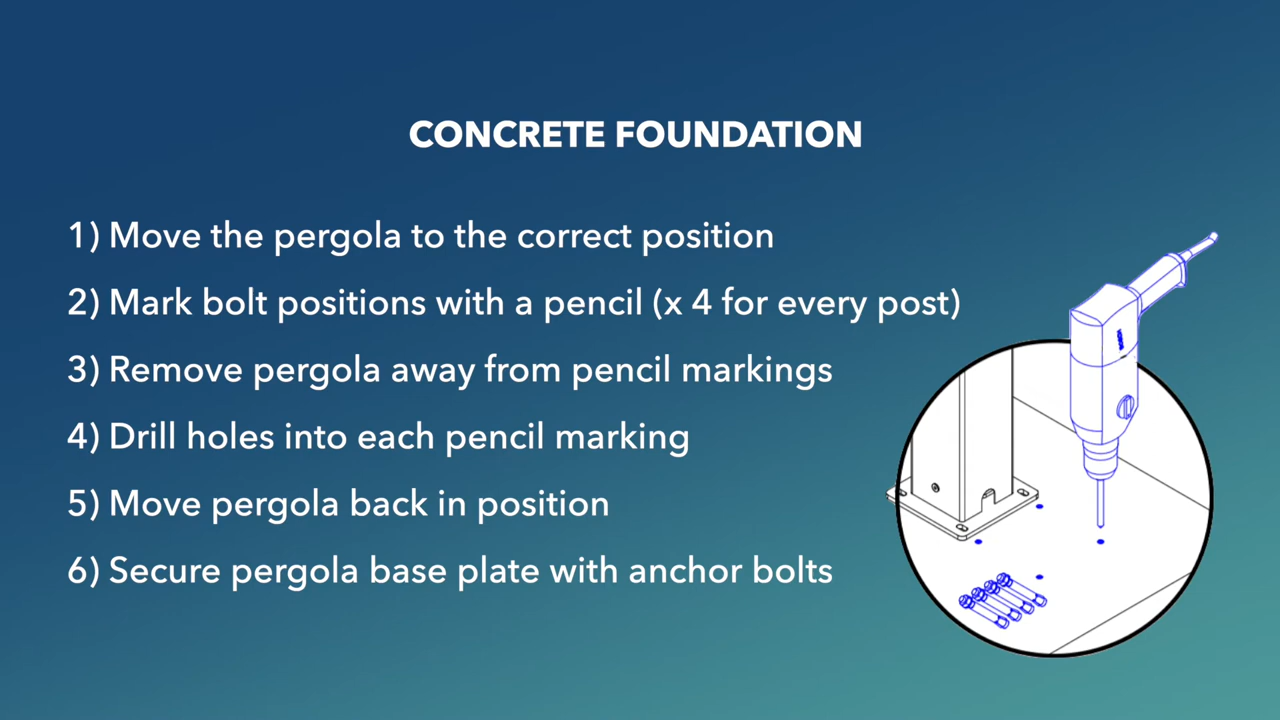 CONCRETE FOUNDATION
1) Move the pergola to the correct position
2) Mark bolt positions with a pencil (x 4 for every post)
3) Remove pergola away from pencil markings
4) Drill holes into each pencil marking
5) Move pergola back in position
6) Secure pergola base plate with anchor bolts